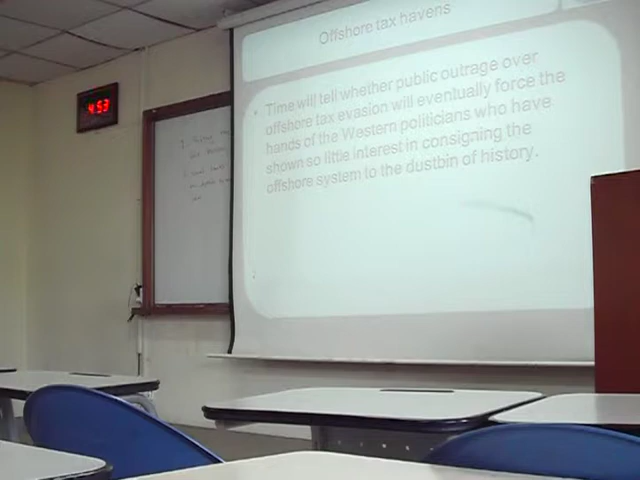 4:53
Offshore tax havens
Time will tell whether public outrage over
offshore tax evasion will eventually force the
hands of the Western politicians who have
shown so little interest in consigning the
offshore system to the dustbin of history.